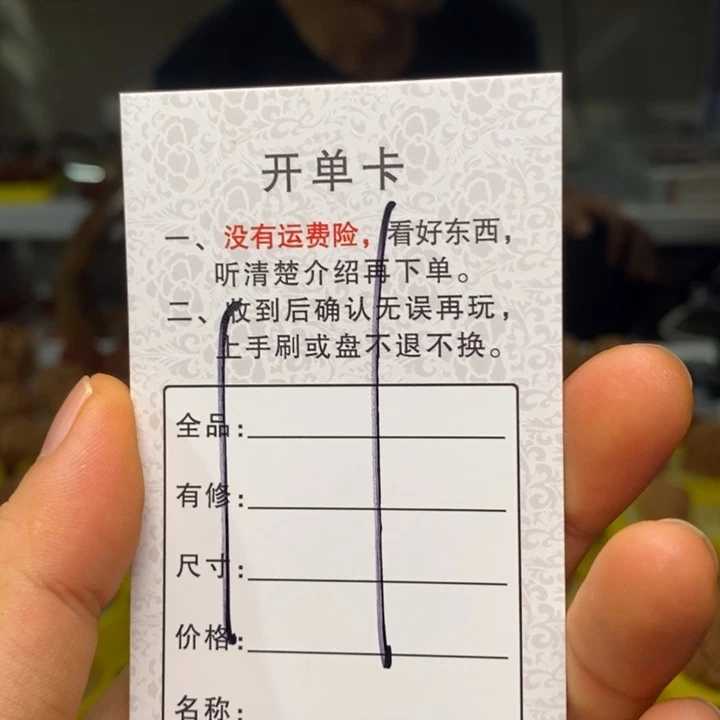 开单卡
一、没有运费险，看好东西，
听清楚介绍再下单。
二、收到后确认无误再玩，
上手刷或盘不退不换。
全品：
有修：
尺寸：
价格：
名称：